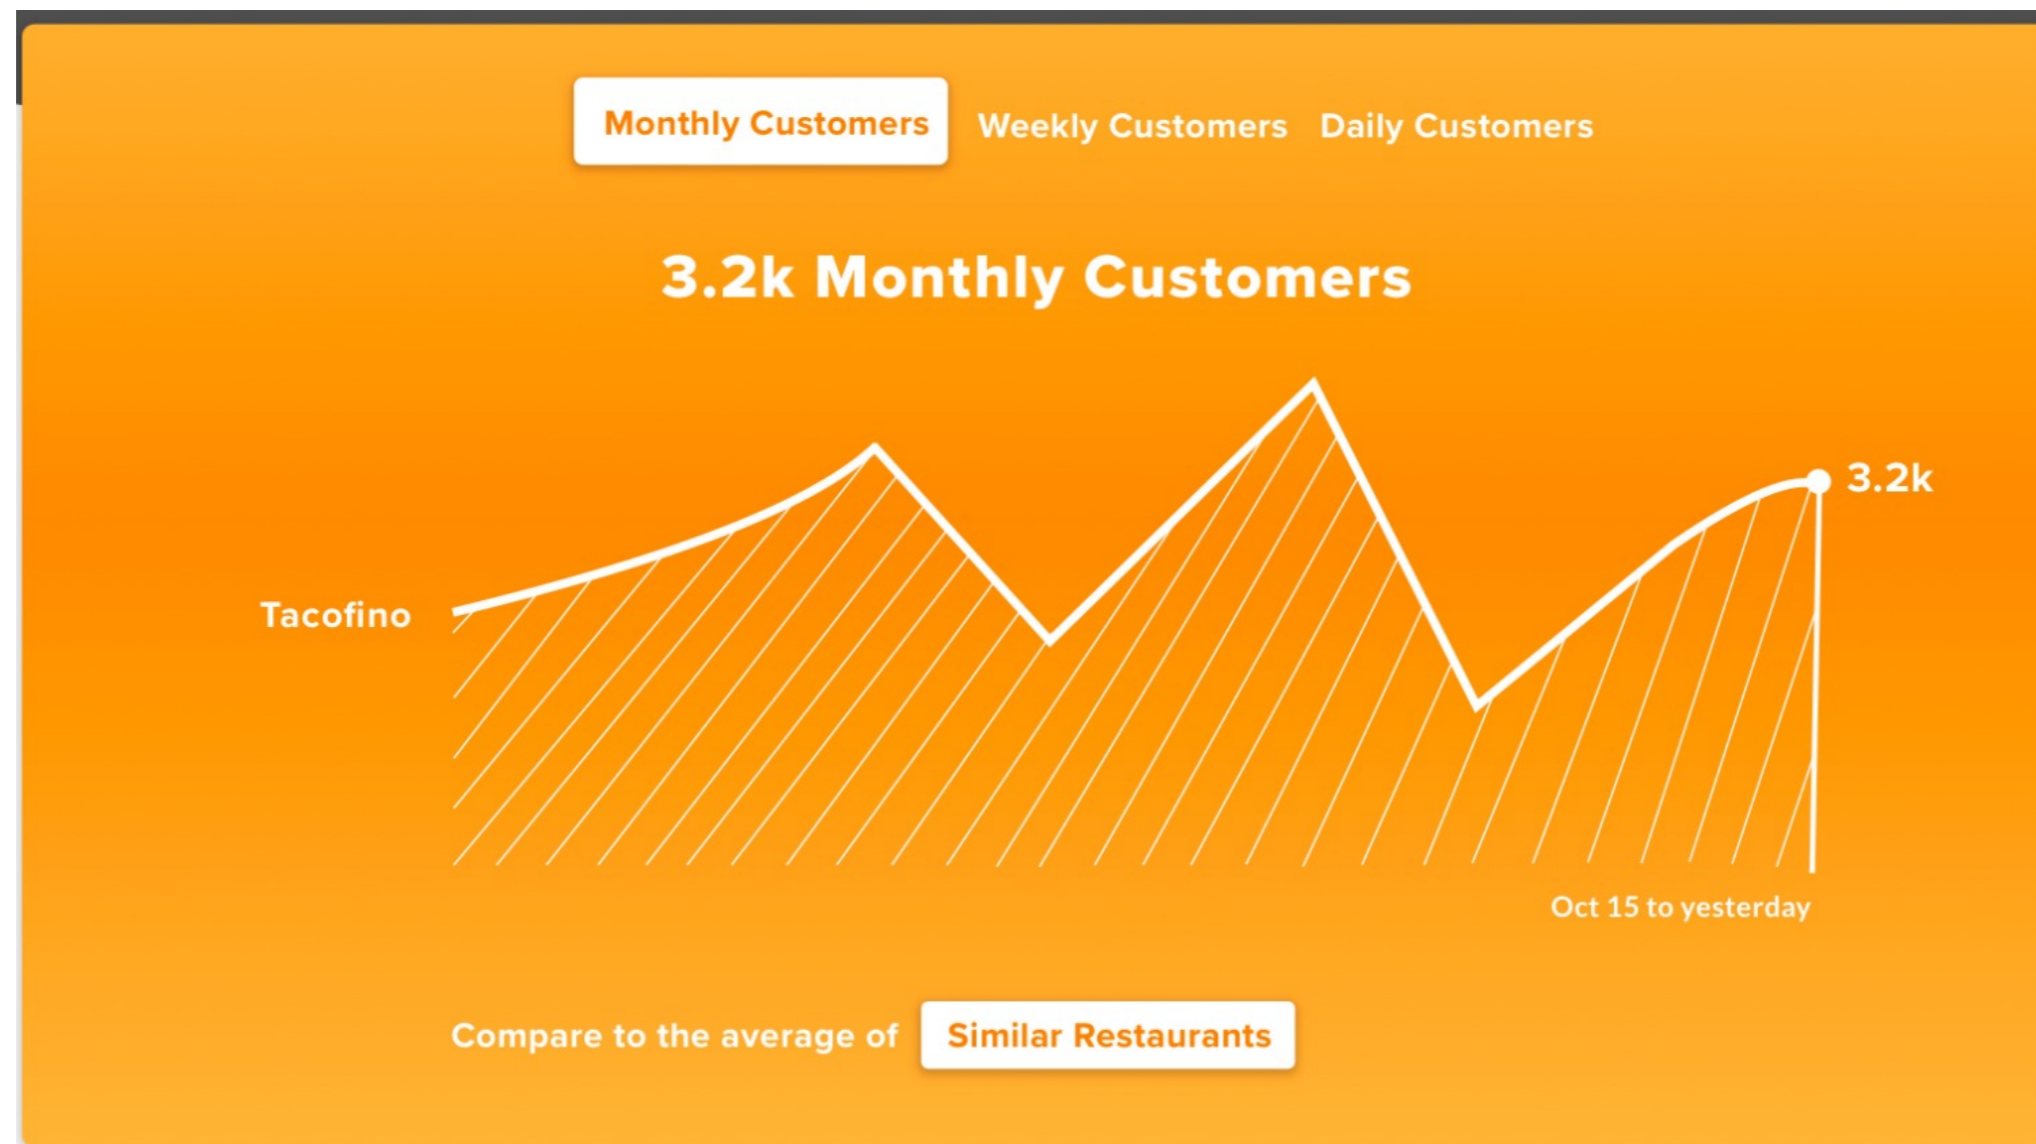 Monthly Customers Weekly Customers Daily Customers
3.2k Monthly Customers
3.2k
Tacofino
Oct 15 to yesterday
Compare to the average of Similar Restaurants